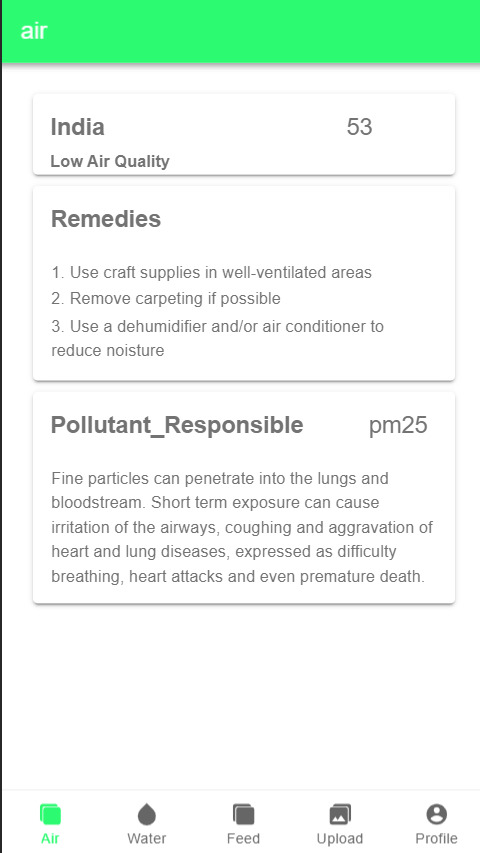 air
India 53
Low Air Quality
Remedies
1. Use craft supplies in well-ventilated areas
2. Remove carpeting if possible
3. Use a dehumidifier and/or air conditioner to
reduce noisture
Pollutant_Responsible pm25
Fine particles can penetrate into the lungs and
bloodstream. Short term exposure can cause
irritation of the airways, coughing and aggravation of
heart and lung diseases, expressed as difficulty
breathing, heart attacks and even premature death.
Air Water Feed Upload Profile